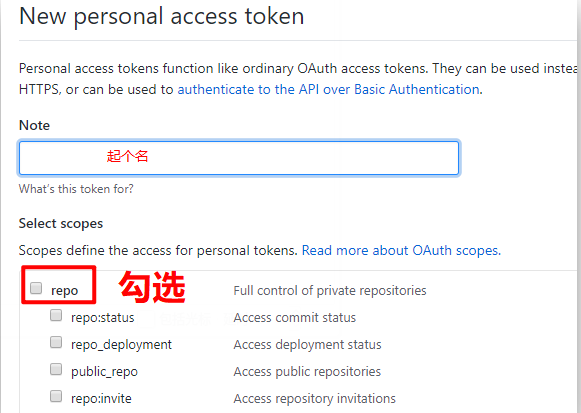 New personal access token
Personal access tokens function like ordinary OAuth access tokens. They can be used instea
HTTPS, or can be used to authenticate to the API over Basic Authentication.
Note
起个名
What's this token for?
Select scopes
Scopes define the access for personal tokens. Read more about OAuth scopes.
repo 勾选 Full control of private repositories
repo:status Access commit status
repo_deployment Access deployment status
public_repo Access public repositories
repo:invite Access repository invitations